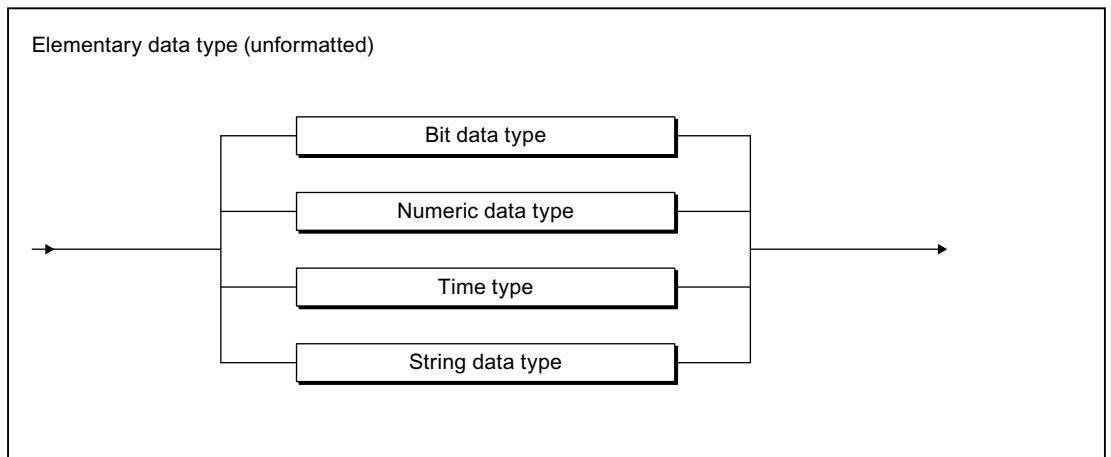 Elementary data type (unformatted)
Bit data type
Numeric data type
Time type
String data type